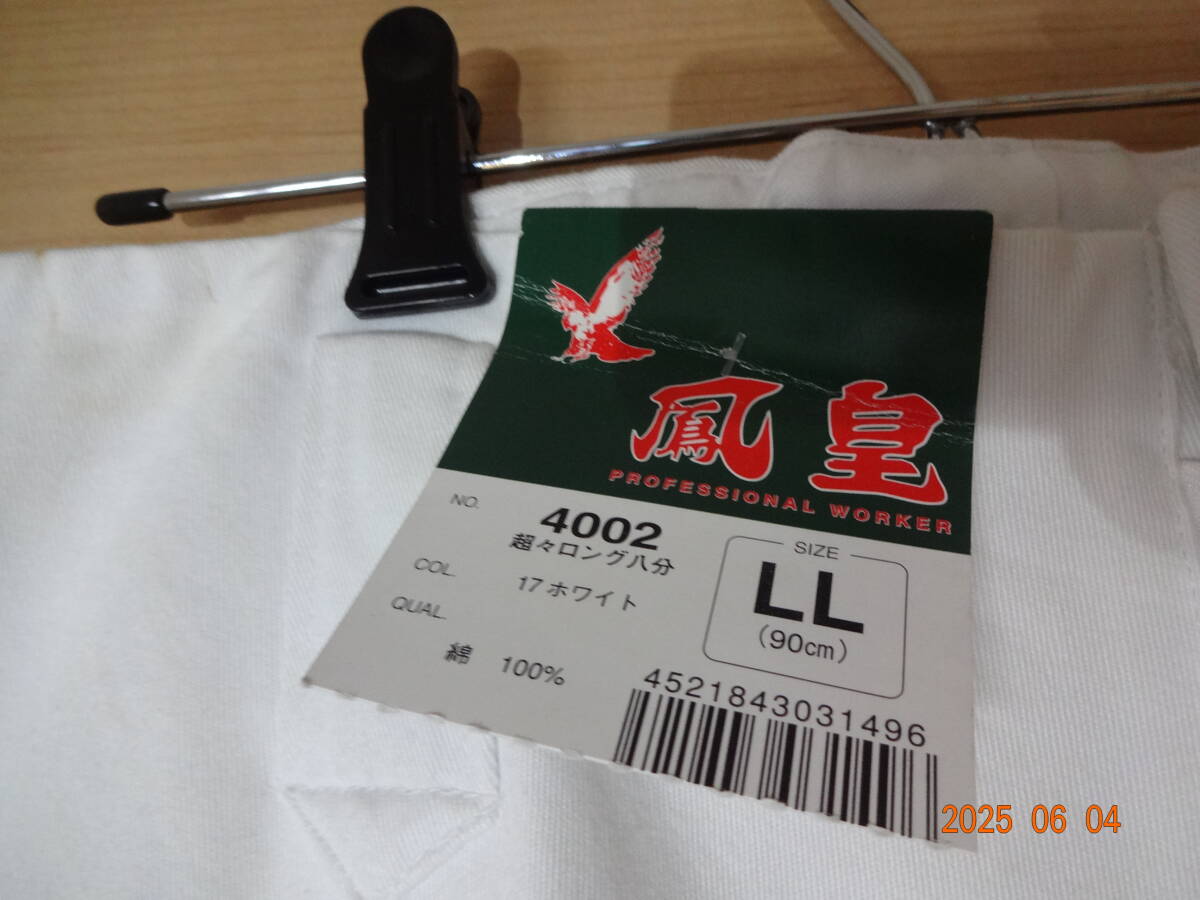 鳳皇
PROFESSIONAL WORKER
NO. 4002
超々ロング八分
COL. 17 ホワイト
QUAL.
綿 100%
SIZE
LL
(90cm)
4521843031496
2025 06 04